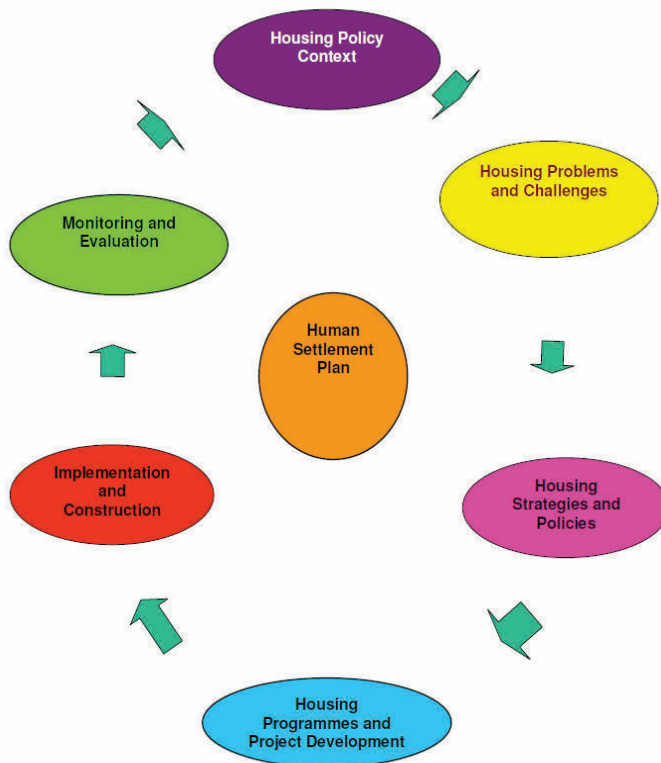 Housing Policy
Context
Housing Problems
and Challenges
Monitoring and
Evaluation
Human
Settlement
Plan
Implementation
and
Construction
Housing
Strategies and
Policies
Housing
Programmes and
Project Development